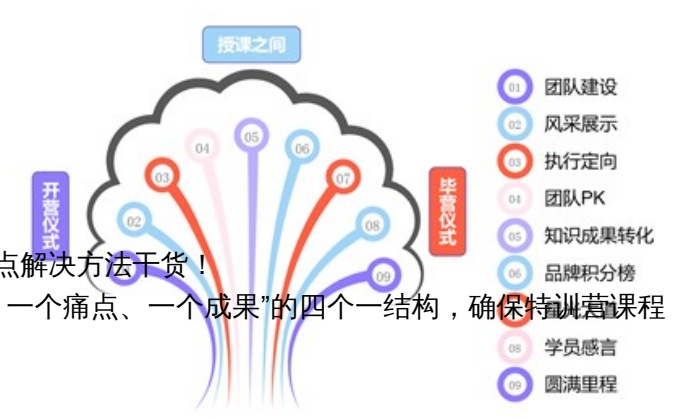 授课之间
开营仪式
毕营仪式
01
02
03
04
05
06
07
08
09
01 团队建设
02 风采展示
03 执行定向
04 团队PK
05 知识成果转化
06 品牌积分榜
08 学员感言
09 圆满里程
点解决方法干货！
一个痛点、一个成果”的四个一结构，确保特训营课程